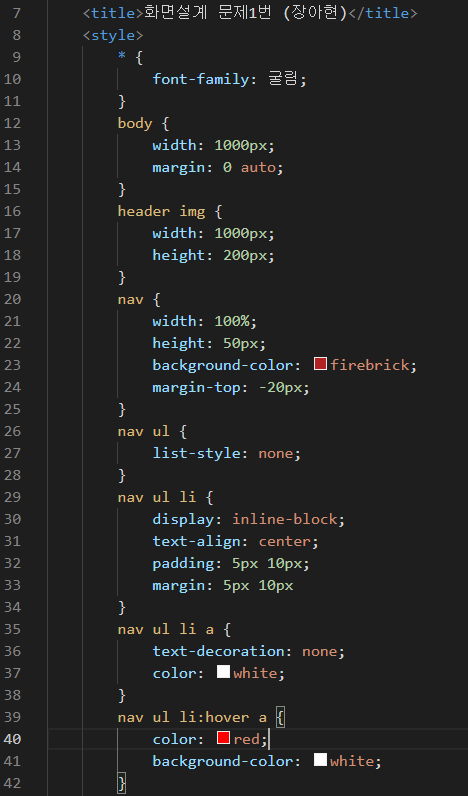 7 <title>화면설계 문제1번 (장아현)</title>
8 <style>
9 * {
10 font-family: 굴림;
11 }
12 body {
13 width: 1000px;
14 margin: 0 auto;
15 }
16 header img {
17 width: 1000px;
18 height: 200px;
19 }
20 nav {
21 width: 100%;
22 height: 50px;
23 background-color: firebrick;
24 margin-top: -20px;
25 }
26 nav ul {
27 list-style: none;
28 }
29 nav ul li {
30 display: inline-block;
31 text-align: center;
32 padding: 5px 10px;
33 margin: 5px 10px
34 }
35 nav ul li a {
36 text-decoration: none;
37 color: white;
38 }
39 nav ul li:hover a {
40 color: red;
41 background-color: white;
42 }